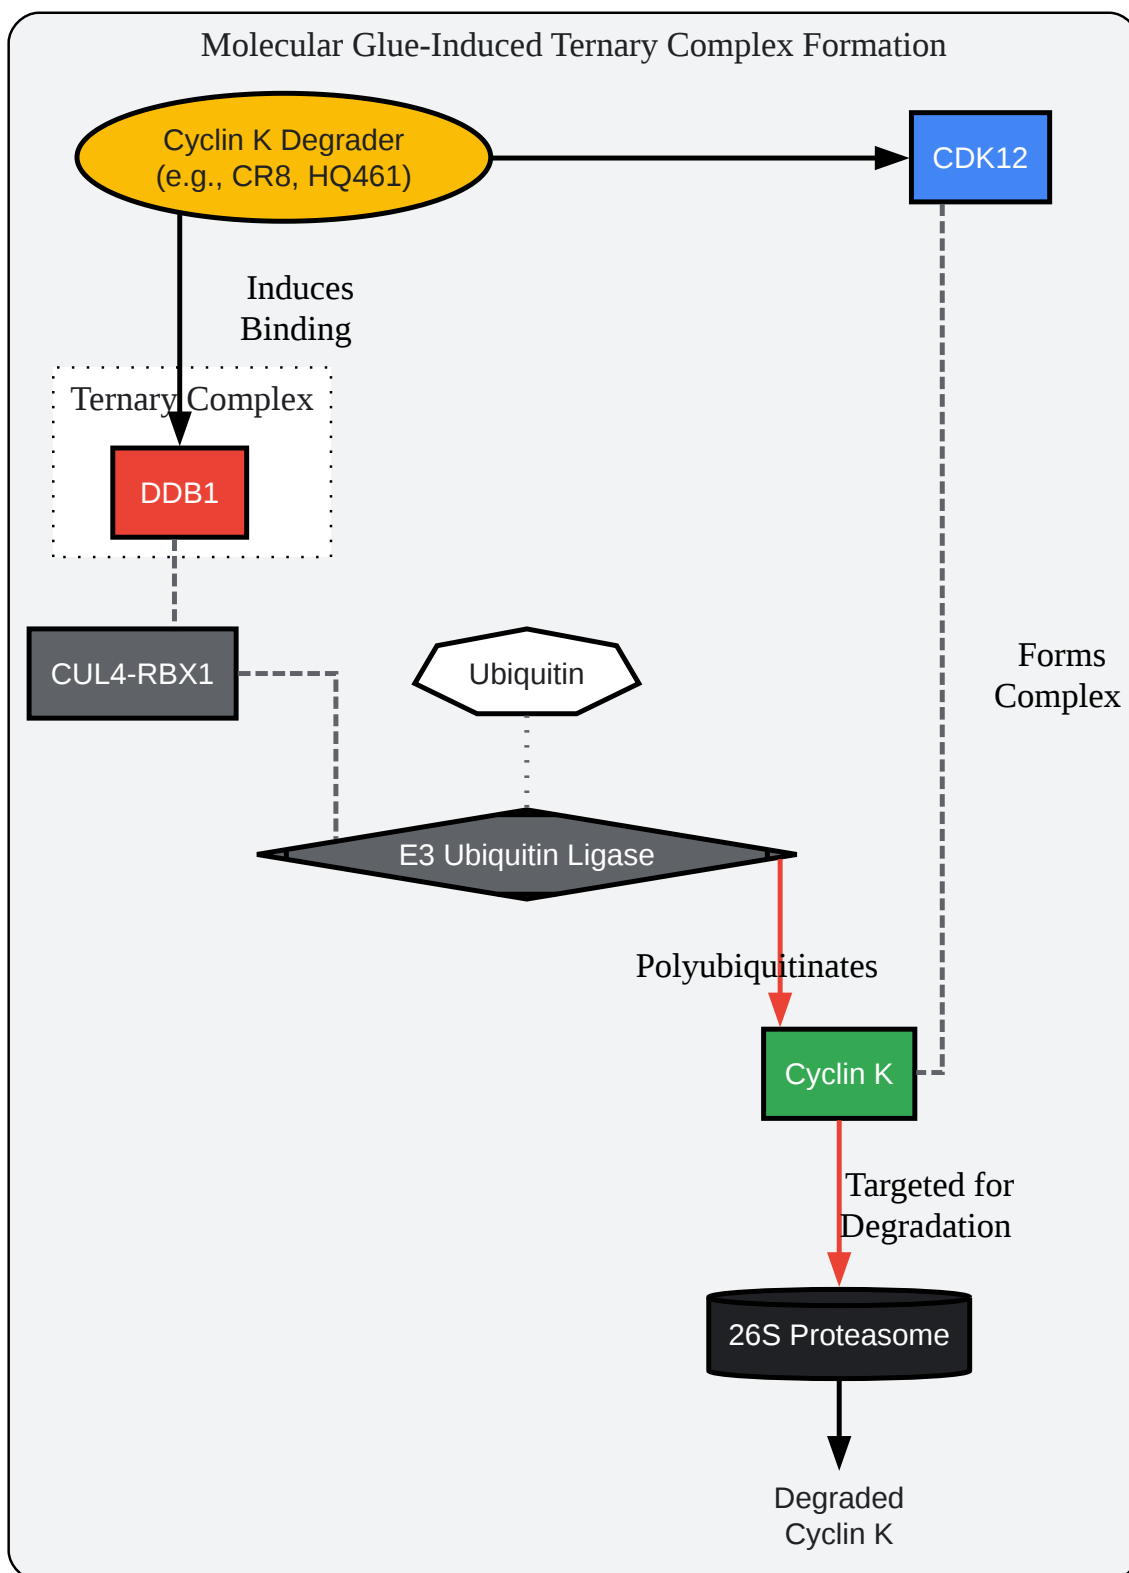 Molecular Glue-Induced Ternary Complex Formation
Cyclin K Degrader
(e.g., CR8, HQ461)
CDK12
Induces
Binding
Ternary Complex
DDB1
CUL4-RBX1
Ubiquitin
Forms
Complex
E3 Ubiquitin Ligase
Polyubiquitinates
Cyclin K
Targeted for
Degradation
26S Proteasome
Degraded
Cyclin K